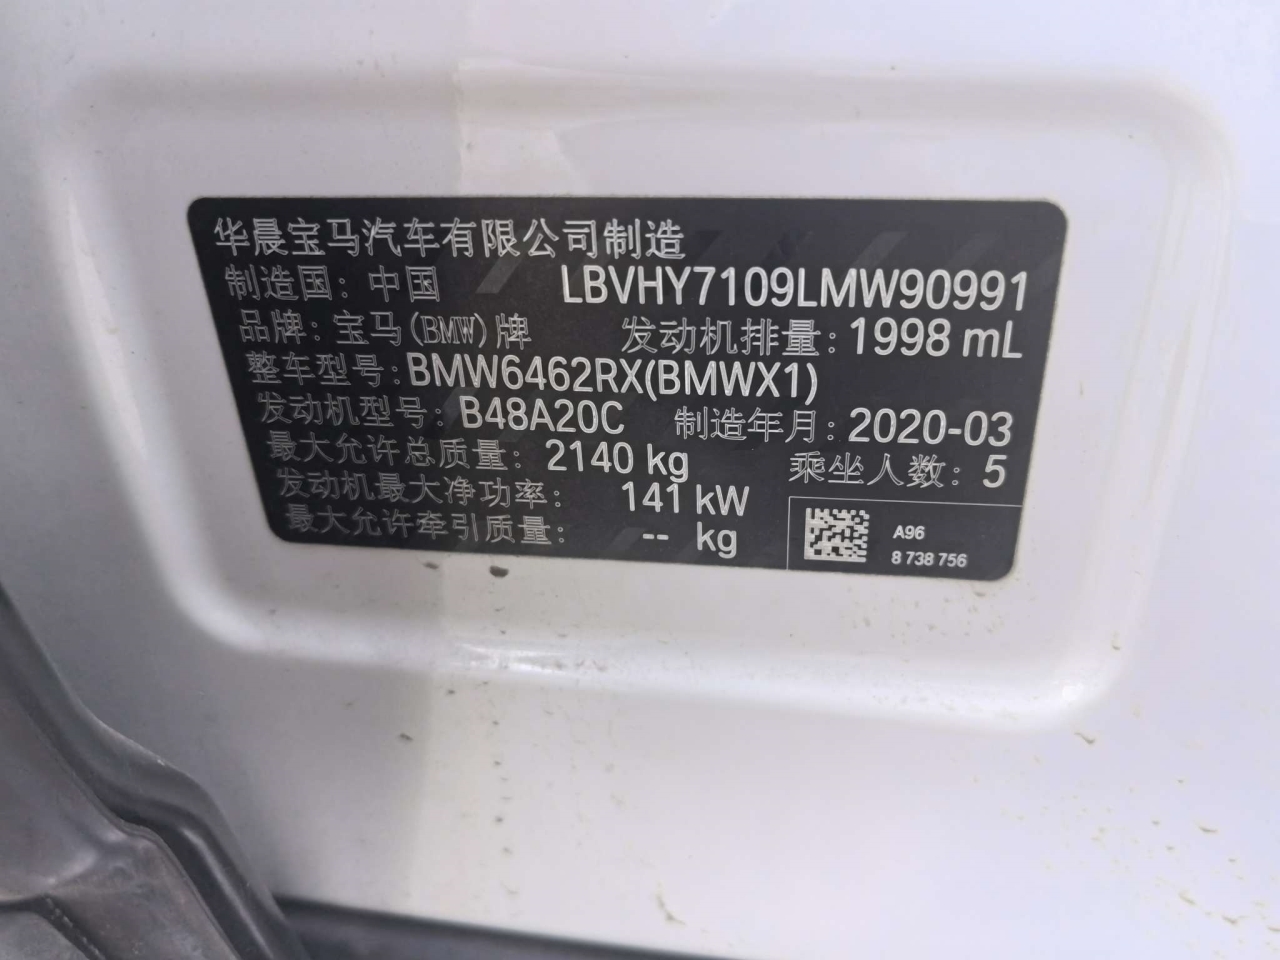 华晨宝马汽车有限公司制造
制造国: 中国 LBVHY7109LMW90991
品牌: 宝马(BMW)牌 发动机排量: 1998 mL
整车型号: BMW6462RX(BMWX1)
发动机型号: B48A20C 制造年月: 2020-03
最大允许总质量: 2140 kg 乘坐人数: 5
发动机最大净功率: 141 kW
最大允许牵引质量: -- kg
A96
8 738 756